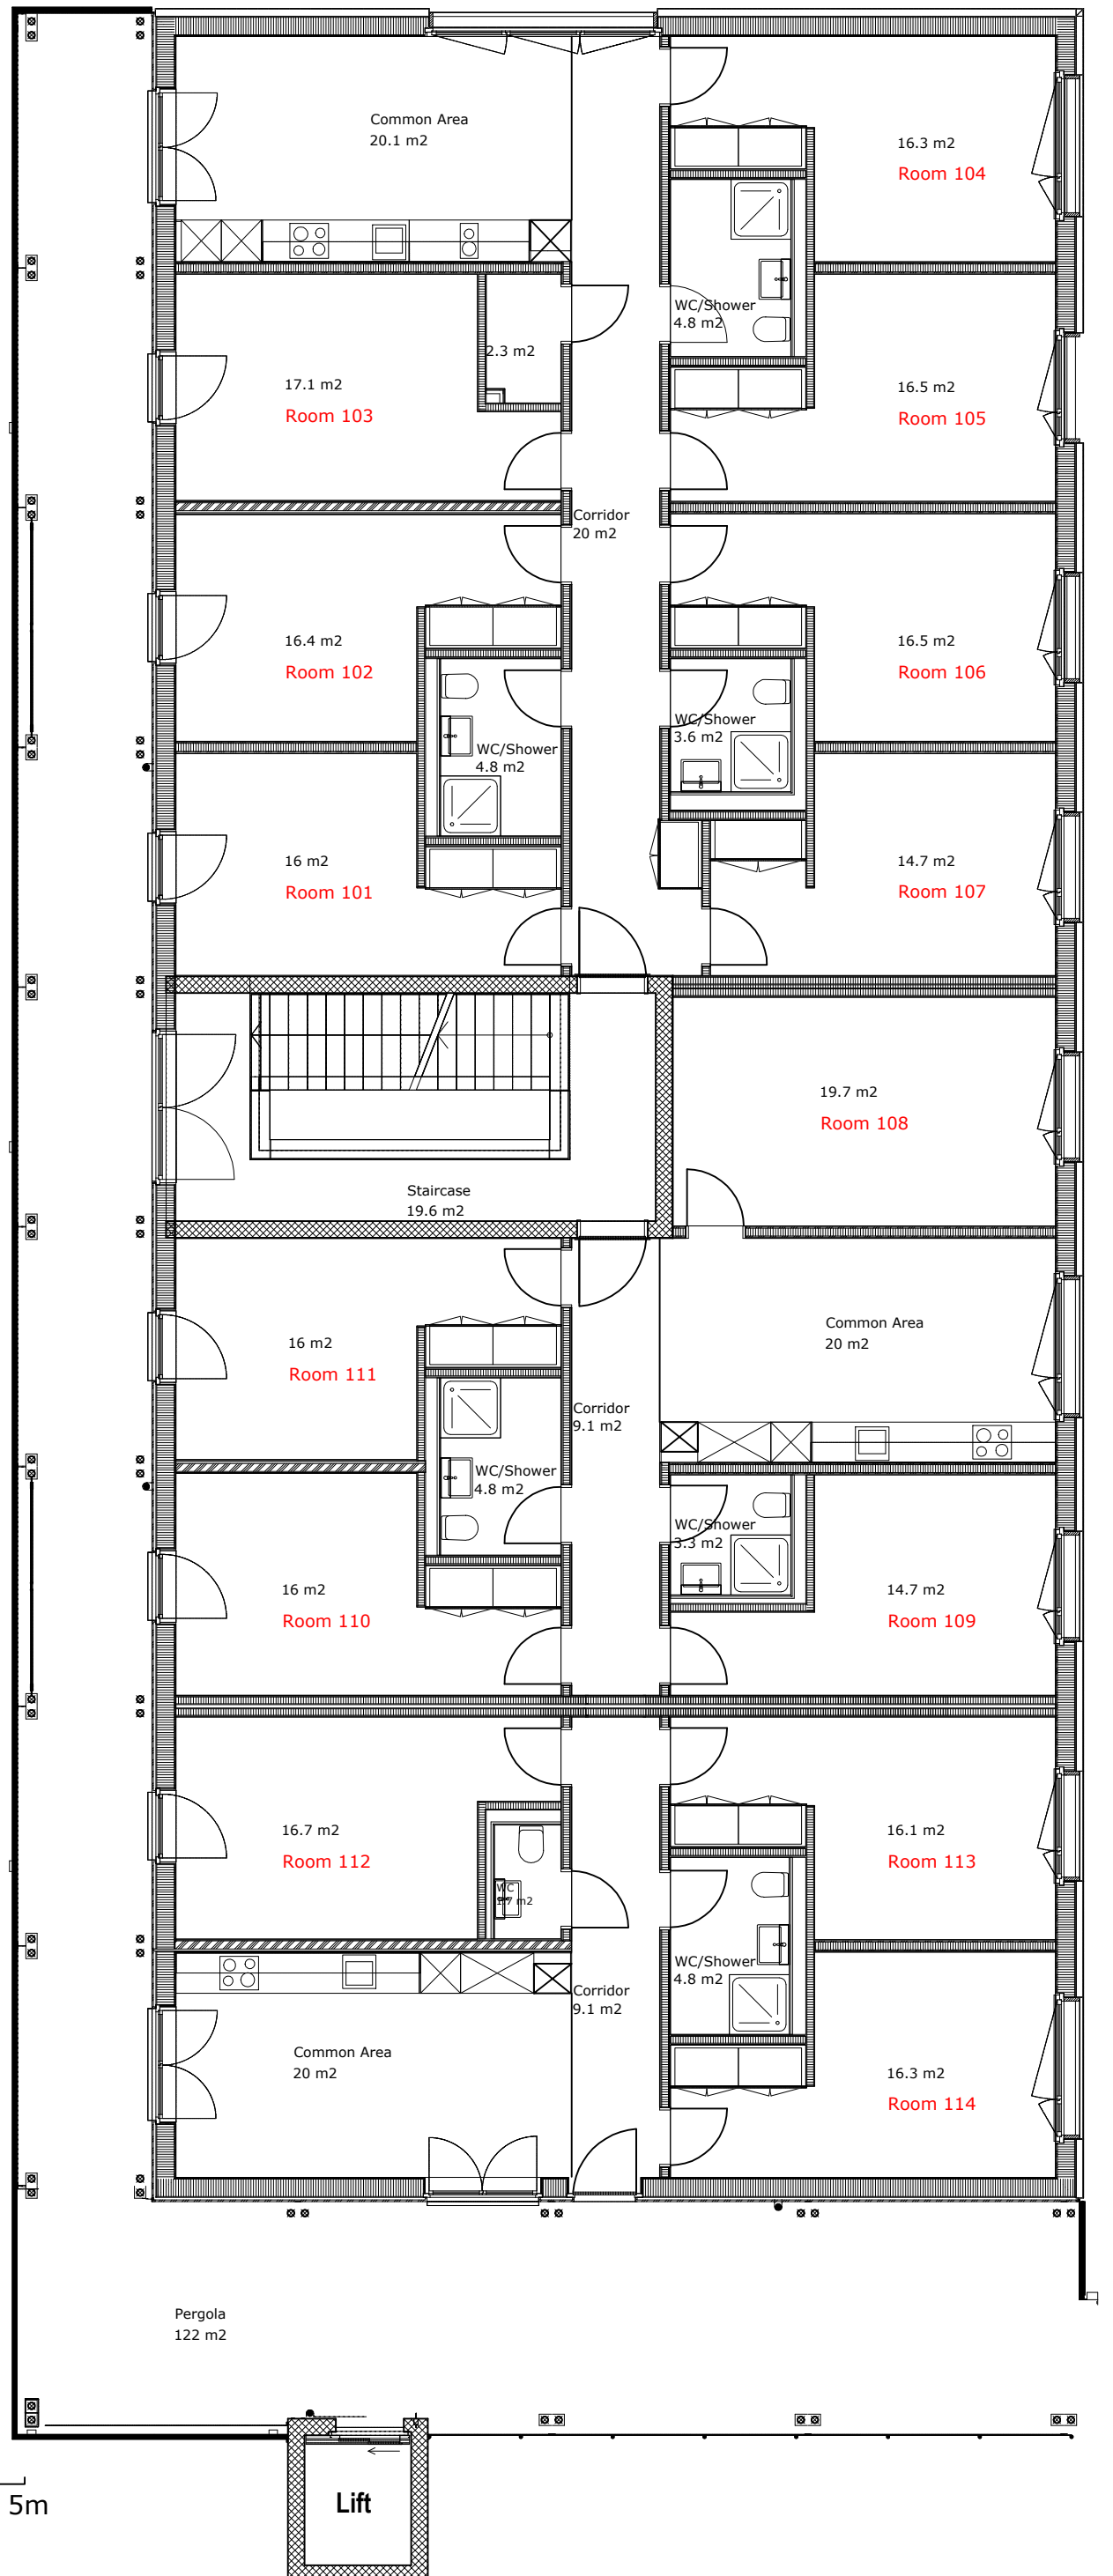 Common Area
20.1 m2
16.3 m2
Room 104
WC/Shower
4.8 m2
2.3 m2
17.1 m2
Room 103
16.5 m2
Room 105
Corridor
20 m2
16.4 m2
Room 102
16.5 m2
Room 106
WC/Shower
3.6 m2
WC/Shower
4.8 m2
16 m2
Room 101
14.7 m2
Room 107
19.7 m2
Room 108
Staircase
19.6 m2
Common Area
20 m2
16 m2
Room 111
Corridor
9.1 m2
WC/Shower
4.8 m2
WC/Shower
3.3 m2
16 m2
Room 110
14.7 m2
Room 109
16.7 m2
Room 112
16.1 m2
Room 113
WC
1.7 m2
WC/Shower
4.8 m2
Corridor
9.1 m2
Common Area
20 m2
16.3 m2
Room 114
Pergola
122 m2
Lift
5m